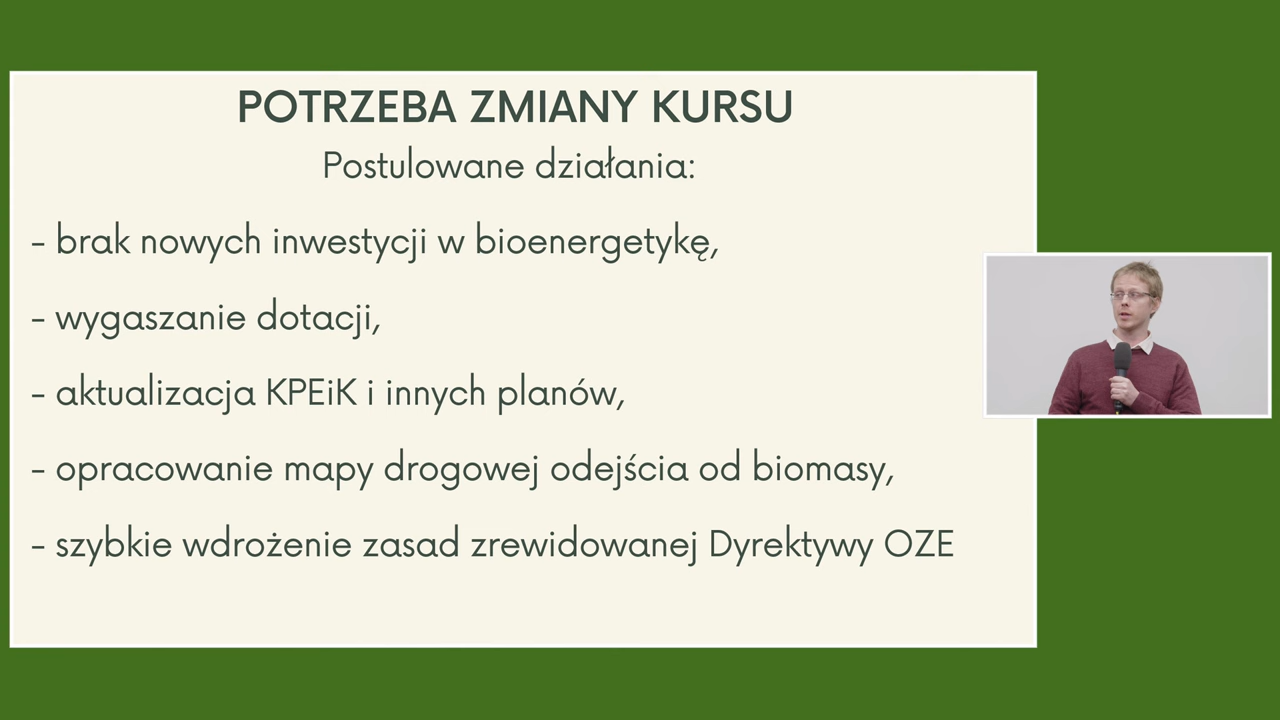 POTRZEBA ZMIANY KURSU
Postulowane działania:
- brak nowych inwestycji w bioenergetykę,
- wygaszanie dotacji,
- aktualizacja KPEiK i innych planów,
- opracowanie mapy drogowej odejścia od biomasy,
- szybkie wdrożenie zasad zrewidowanej Dyrektywy OZE